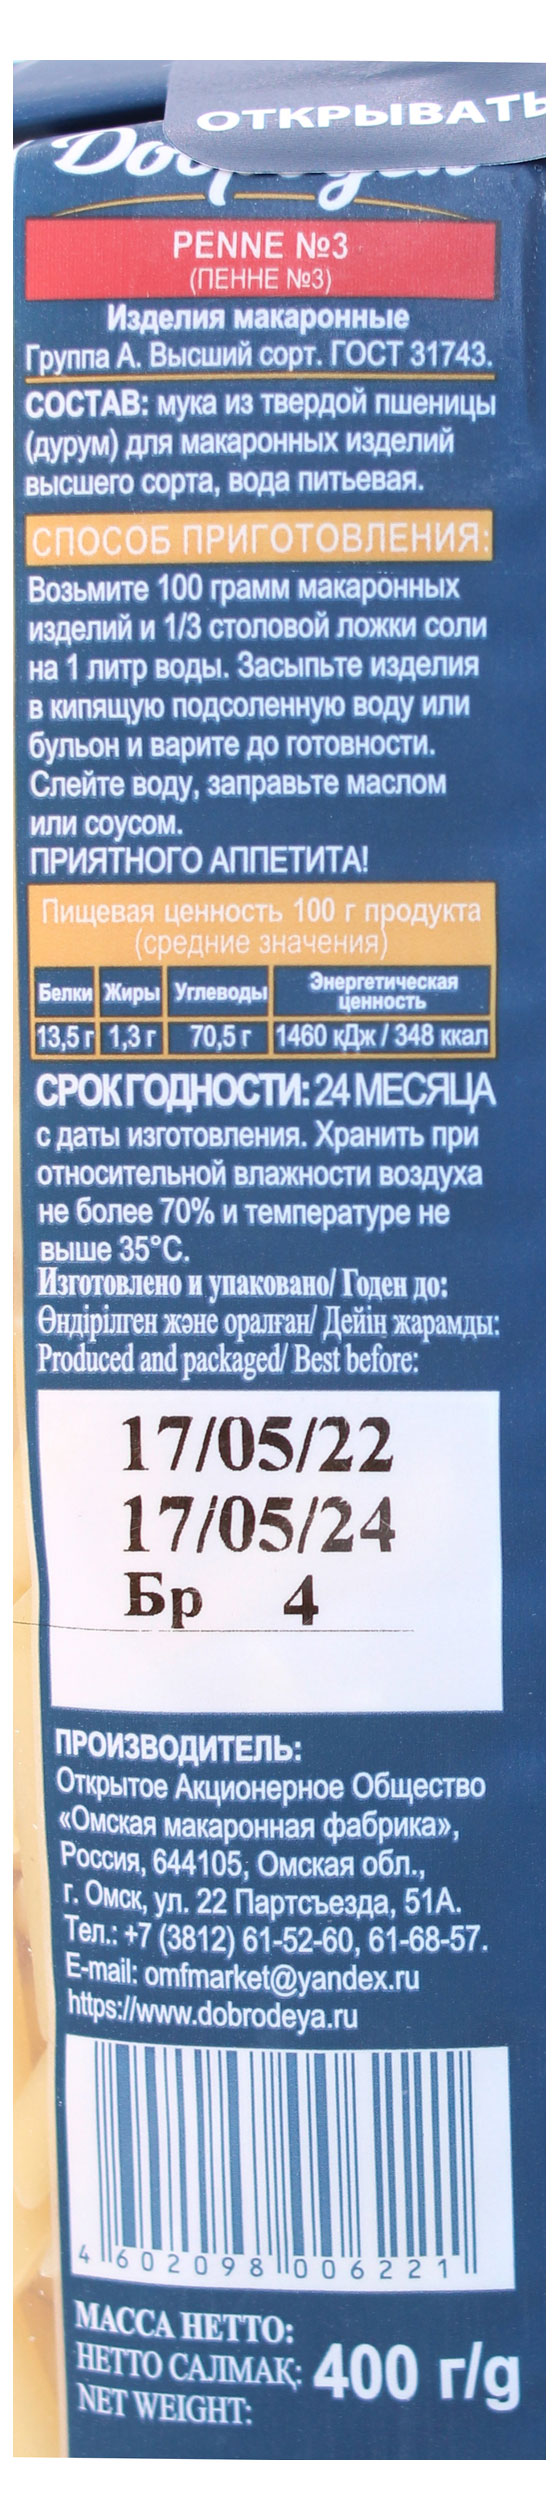 ОТКРЫВАТЬ
PENNE №3
(ПЕННЕ №3)
Изделия макаронные
Группа А. Высший сорт. ГОСТ 31743.
СОСТАВ: мука из твердой пшеницы
(дурум) для макаронных изделий
высшего сорта, вода питьевая.
СПОСОБ ПРИГОТОВЛЕНИЯ:
Возьмите 100 грамм макаронных
изделий и 1/3 столовой ложки соли
на 1 литр воды. Засыпьте изделия
в кипящую подсоленную воду или
бульон и варите до готовности.
Слейте воду, заправьте маслом
или соусом.
ПРИЯТНОГО АППЕТИТА!
Пищевая ценность 100 г продукта
(средние значения)
Белки Жиры Углеводы Энергетическая ценность
13,5 г 1,3 г 70,5 г 1460 кДж / 348 ккал
СРОК ГОДНОСТИ: 24 МЕСЯЦА
с даты изготовления. Хранить при
относительной влажности воздуха
не более 70% и температуре не
выше 35°С.
Изготовлено и упаковано/ Годен до:
Өндірілген және оралған/ Дейін жарамды:
Produced and packaged/ Best before:
17/05/22
17/05/24
Бр 4
ПРОИЗВОДИТЕЛЬ:
Открытое Акционерное Общество
«Омская макаронная фабрика»,
Россия, 644105, Омская обл.,
г. Омск, ул. 22 Партсъезда, 51А.
Тел.: +7 (3812) 61-52-60, 61-68-57.
E-mail: omfmarket@yandex.ru
https://www.dobrodeya.ru
4 602098 006221
МАССА НЕТТО:
НЕТТО САЛМАҚ: 400 г/g
NET WEIGHT: